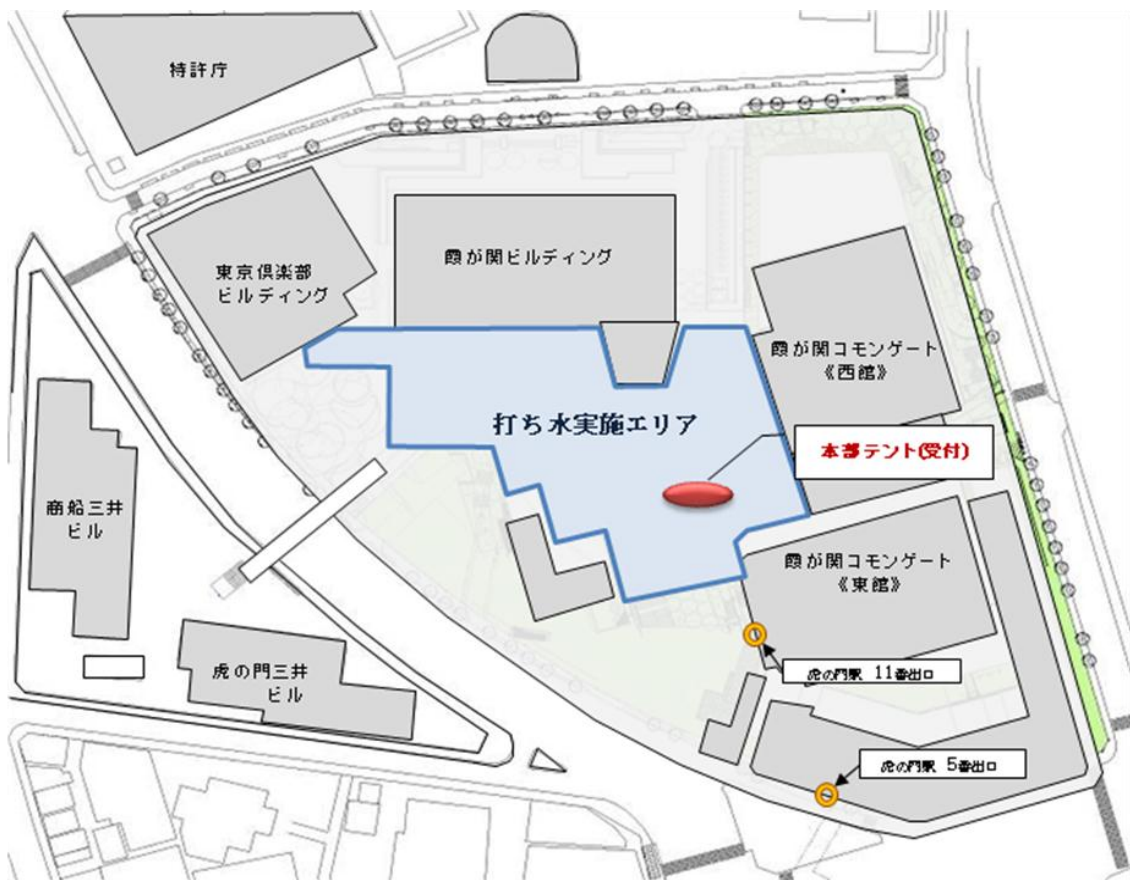 特許庁
東京倶楽部
ビルディング
霞が関ビルディング
霞が関コモンゲート
《西館》
打ち水実施エリア
本部テント(受付)
商船三井
ビル
霞が関コモンゲート
《東館》
虎の門三井
ビル
虎の門駅 11番出口
虎の門駅 5番出口